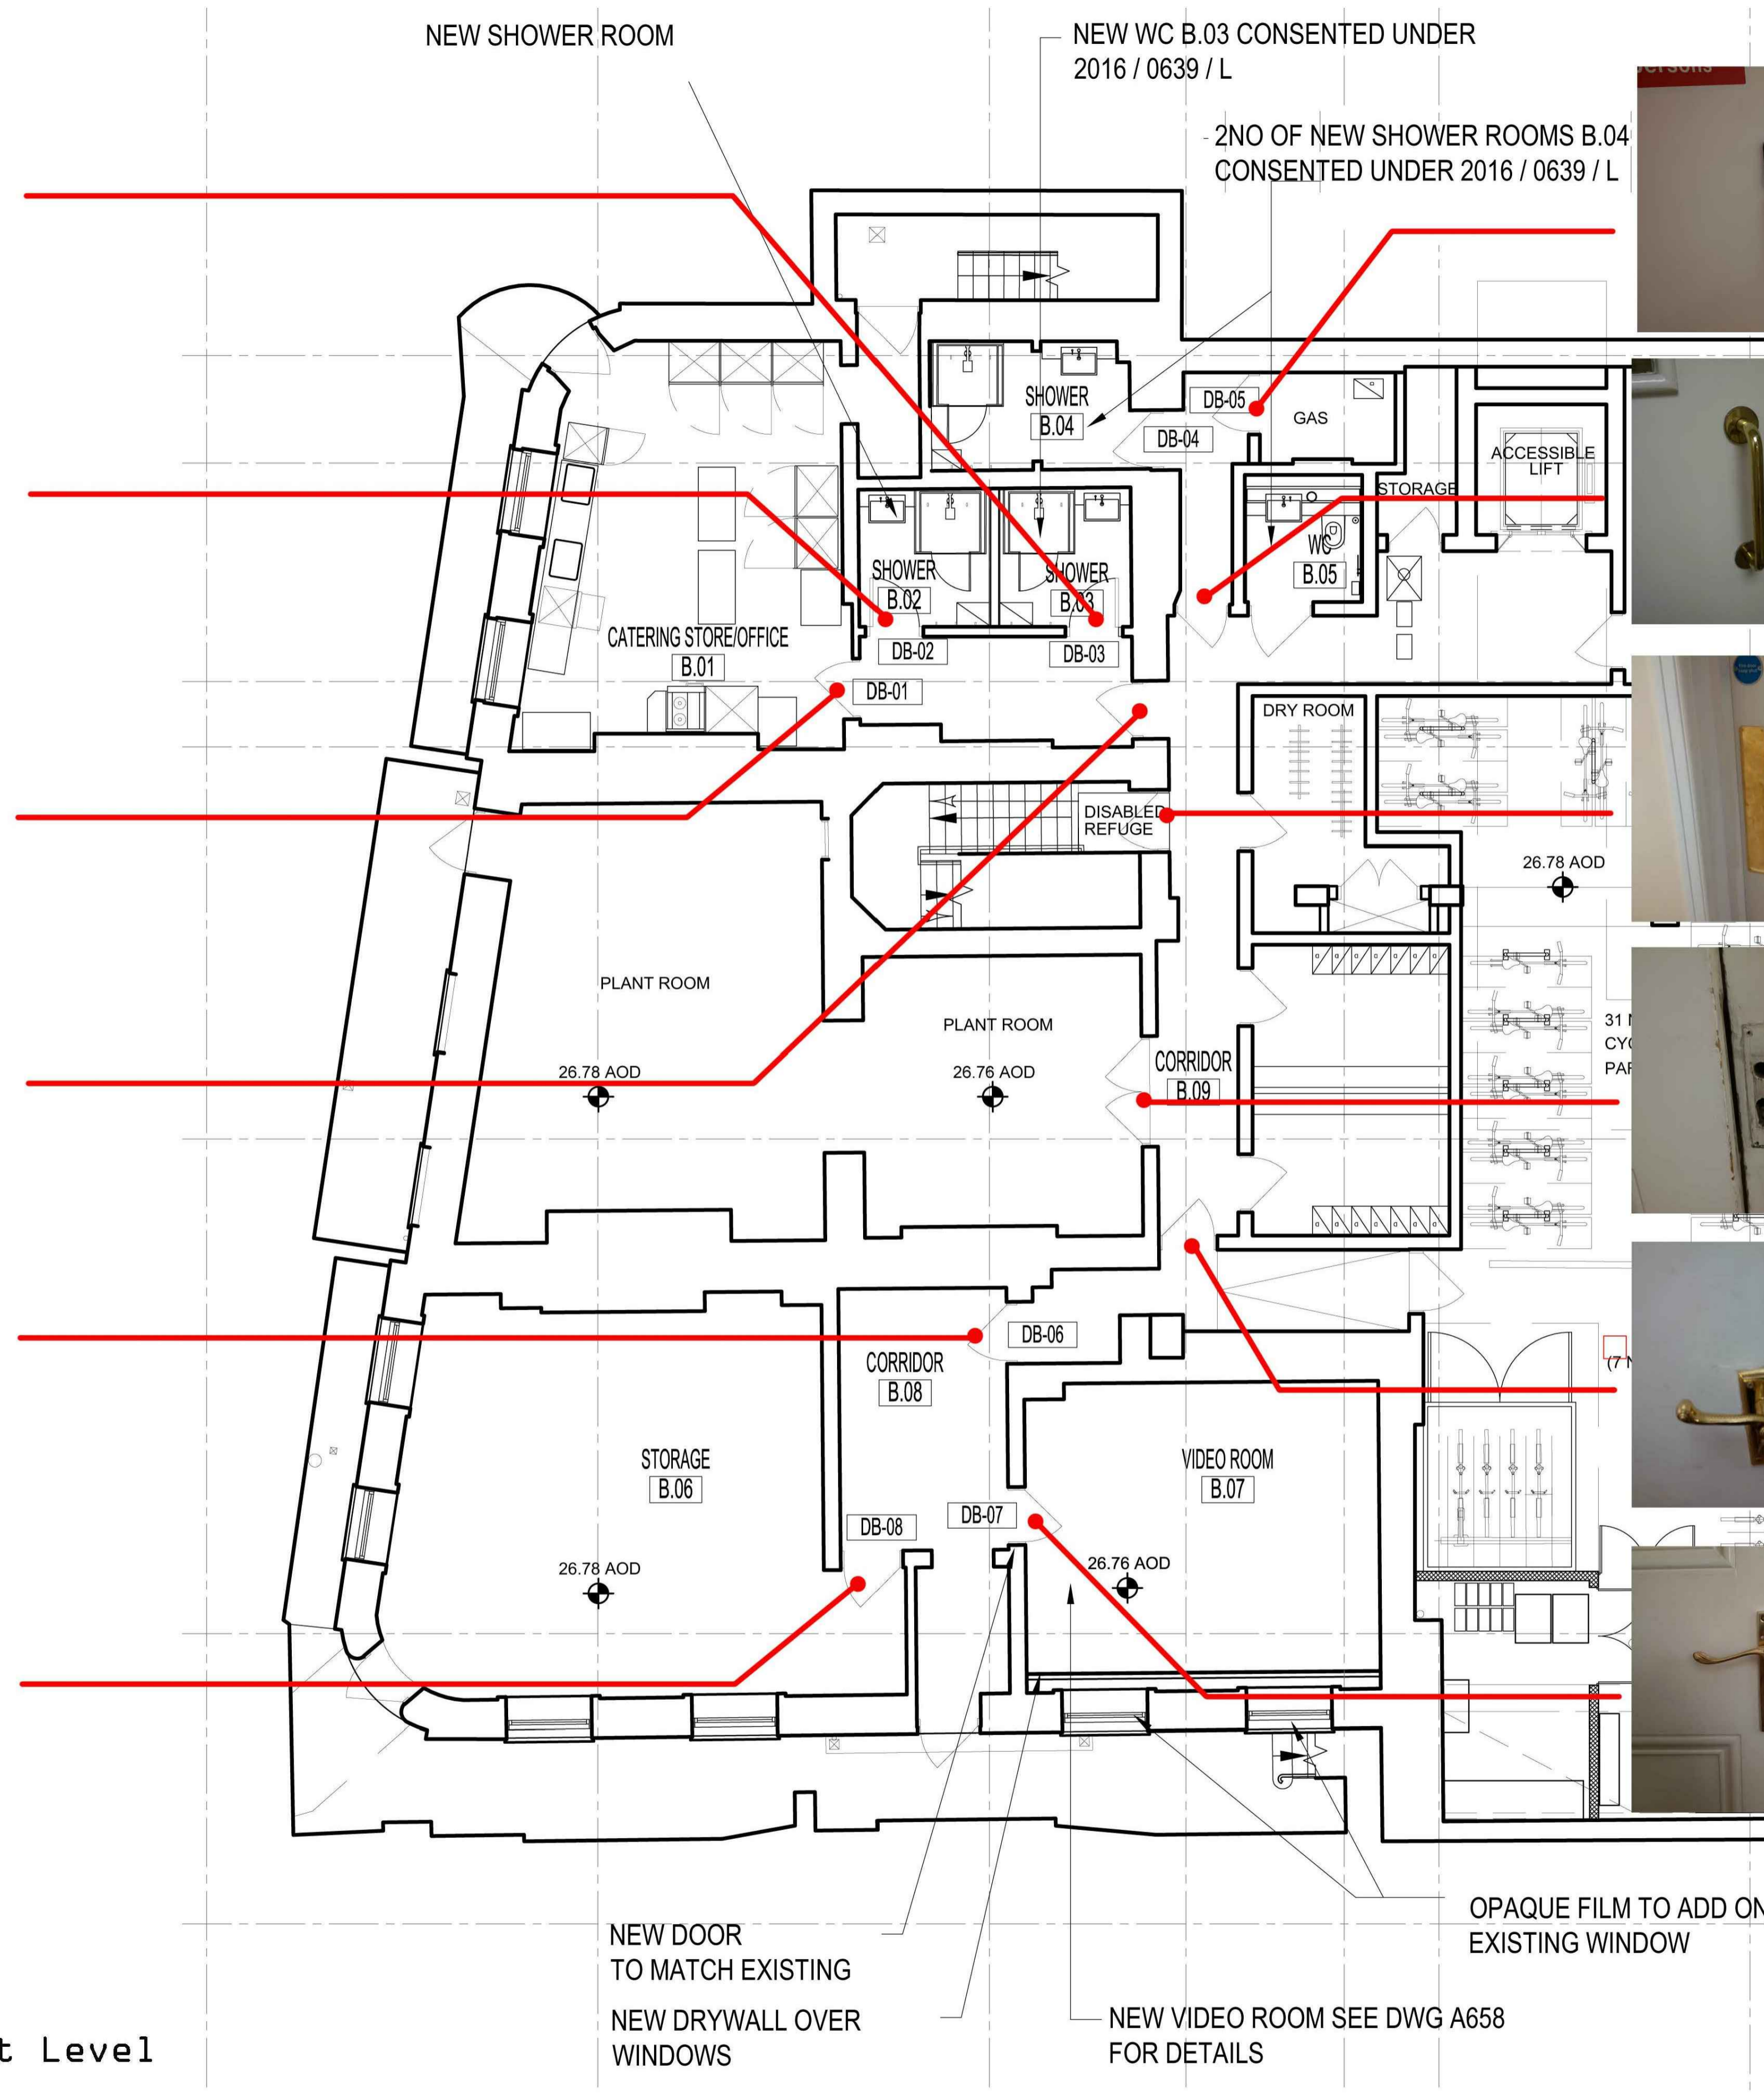 NEW SHOWER ROOM
NEW WC B.03 CONSENTED UNDER
2016 / 0639 / L
2NO OF NEW SHOWER ROOMS B.04
CONSENTED UNDER 2016 / 0639 / L
SHOWER
B.04
DB-05
DB-04
GAS
ACCESSIBLE
LIFT
STORAGE
WC
B.05
SHOWER
B.02
SHOWER
B.03
CATERING STORE/OFFICE
B.01
DB-02
DB-03
DB-01
DRY ROOM
DISABLED
REFUGE
26.78 AOD
PLANT ROOM
PLANT ROOM
26.78 AOD
26.76 AOD
CORRIDOR
B.09
31
DB-06
CORRIDOR
B.08
(7
STORAGE
B.06
VIDEO ROOM
B.07
DB-07
DB-08
26.78 AOD
26.76 AOD
NEW DOOR
TO MATCH EXISTING
OPAQUE FILM TO ADD ON
EXISTING WINDOW
NEW DRYWALL OVER
WINDOWS
NEW VIDEO ROOM SEE DWG A658
FOR DETAILS
t Level